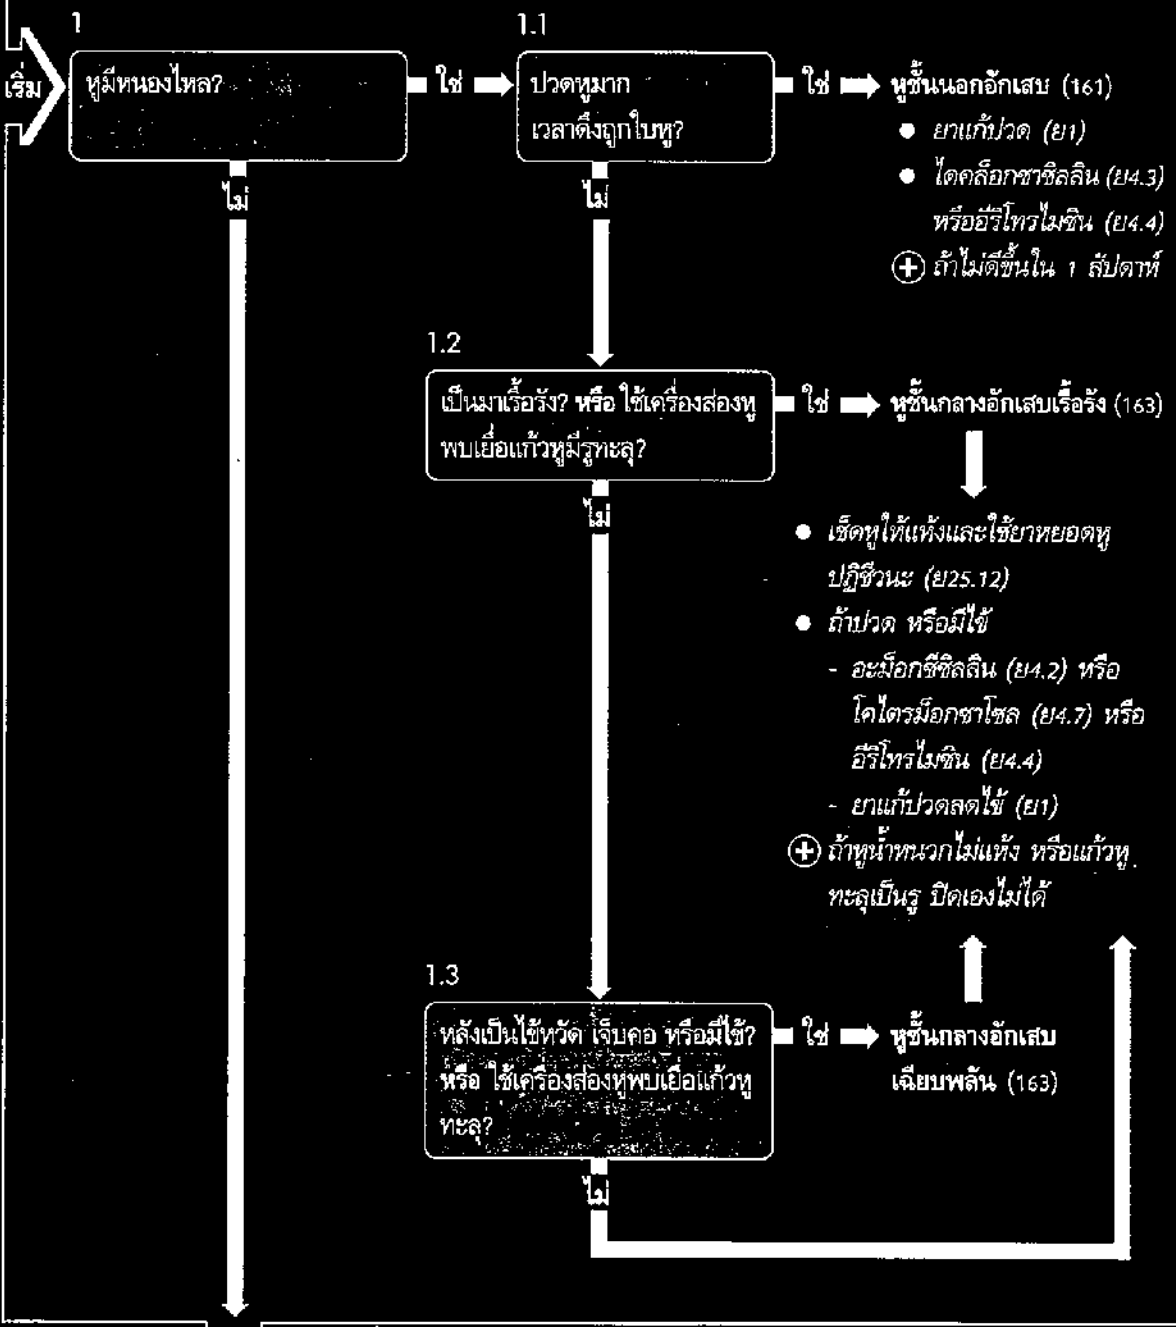 1
1.1
เริ่ม
หูมีหนองไหล?
ใช่
ปวดหูมาก
เวลาดึงถูกใบหู?
ใช่
หูชั้นนอกอักเสบ (161)
● ยาแก้ปวด (ย1)
● ไดคล็อกซาซิลลิน (ย4.3)
หรืออีริโทรไมซิน (ย4.4)
⊕ ถ้าไม่ดีขึ้นใน 1 สัปดาห์
ไม่
ไม่
1.2
เป็นมาเรื้อรัง? หรือ ใช้เครื่องส่องหู
พบเยื่อแก้วหูมีรูทะลุ?
ใช่
หูชั้นกลางอักเสบเรื้อรัง (163)
ไม่
● เช็ดหูให้แห้งและใช้ยาหยอดหู
ปฏิชีวนะ (ย25.12)
● ถ้าปวด หรือมีไข้
- อะม็อกซีซิลลิน (ย4.2) หรือ
โคไตรม็อกซาโซล (ย4.7) หรือ
อีริโทรไมซิน (ย4.4)
- ยาแก้ปวดลดไข้ (ย1)
⊕ ถ้าหูน้ำหนวกไม่แห้ง หรือแก้วหู
ทะลุเป็นรู ปิดเองไม่ได้
1.3
หลังเป็นไข้หวัด เจ็บคอ หรือมีไข้?
หรือ ใช้เครื่องส่องหูพบเยื่อแก้วหู
ทะลุ?
ใช่
หูชั้นกลางอักเสบ
เฉียบพลัน (163)
ไม่